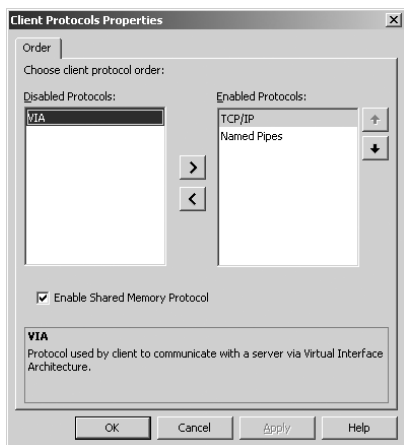 Client Protocols Properties
Order
Choose client protocol order:
Disabled Protocols:
Enabled Protocols:
VIA
TCP/IP
Named Pipes
>
<
Enable Shared Memory Protocol
VIA
Protocol used by client to communicate with a server via Virtual Interface
Architecture.
OK
Cancel
Apply
Help